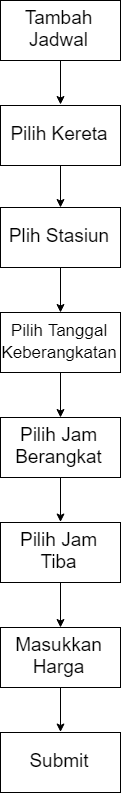 Tambah
Jadwal
Pilih Kereta
Plih Stasiun
Pilih Tanggal
Keberangkatan
Pilih Jam
Berangkat
Pilih Jam
Tiba
Masukkan
Harga
Submit